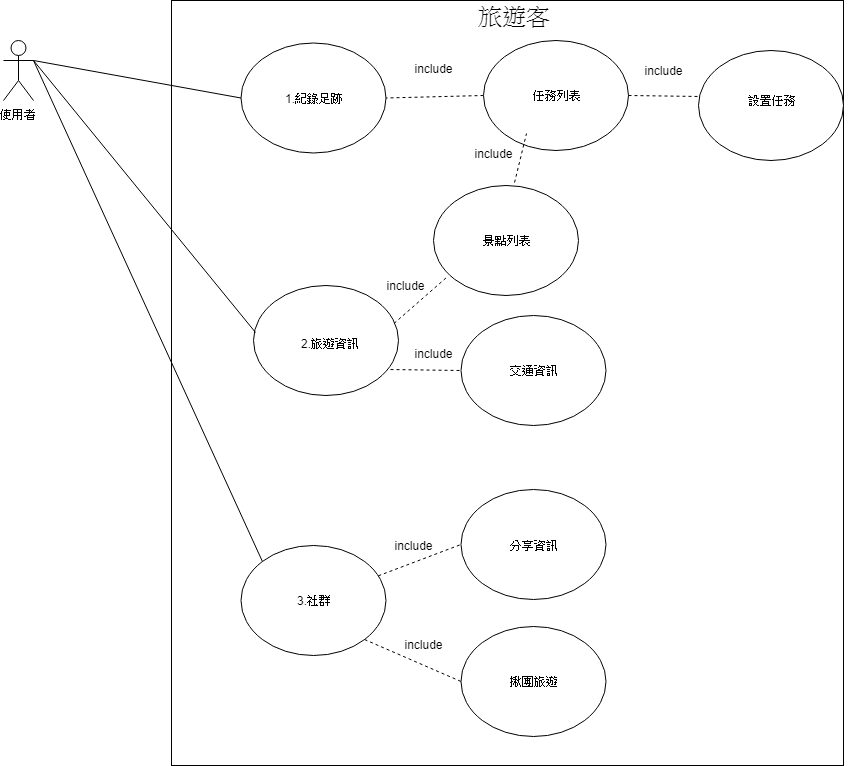 旅遊客
使用者
1.紀錄足跡
include
任務列表
include
設置任務
include
景點列表
include
2.旅遊資訊
include
交通資訊
include
分享資訊
3.社群
include
揪團旅遊